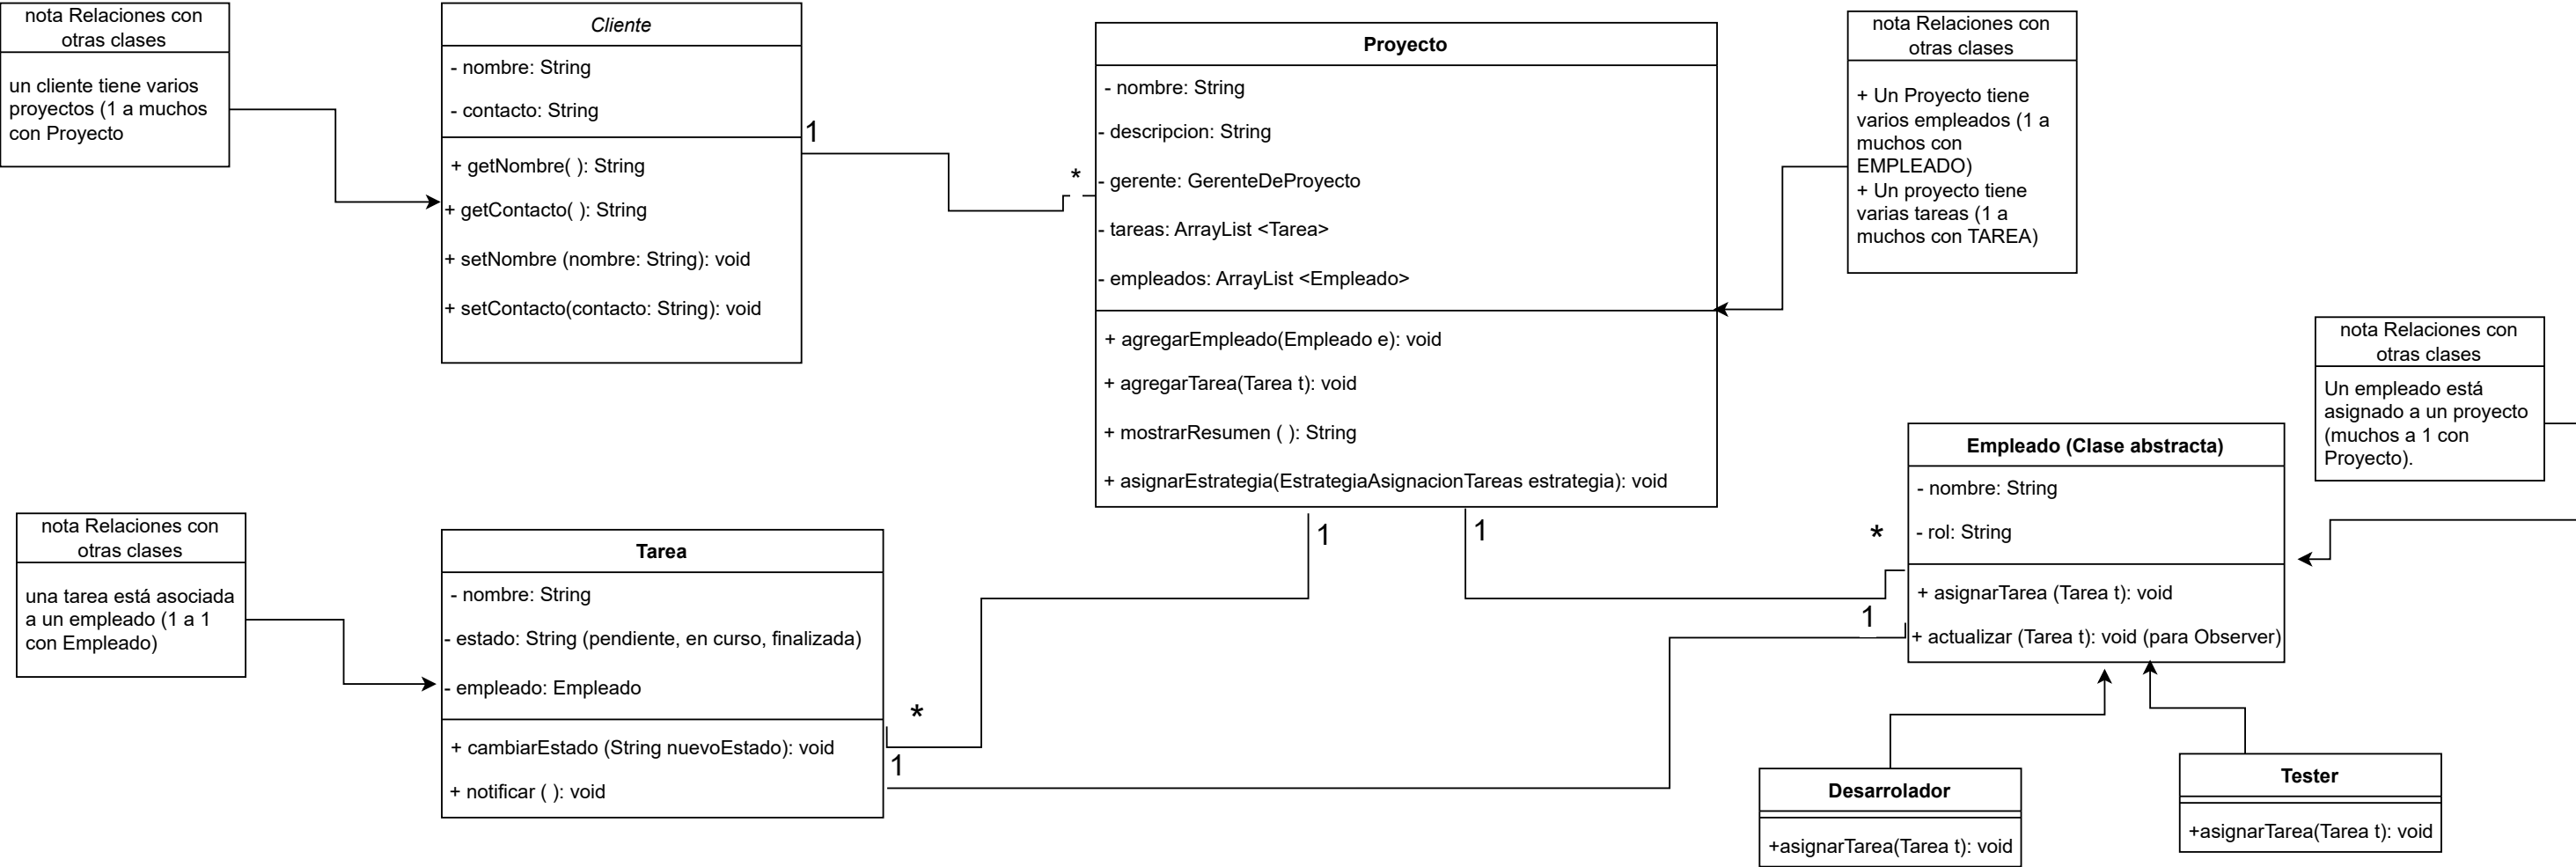 nota Relaciones con
otras clases
un cliente tiene varios
proyectos (1 a muchos
con Proyecto
Cliente
- nombre: String
- contacto: String
+ getNombre( ): String
+ getContacto( ): String
+ setNombre (nombre: String): void
+ setContacto(contacto: String): void
1
*
Proyecto
- nombre: String
- descripcion: String
- gerente: GerenteDeProyecto
- tareas: ArrayList <Tarea>
- empleados: ArrayList <Empleado>
+ agregarEmpleado(Empleado e): void
+ agregarTarea(Tarea t): void
+ mostrarResumen ( ): String
+ asignarEstrategia(EstrategiaAsignacionTareas estrategia): void
nota Relaciones con
otras clases
+ Un Proyecto tiene
varios empleados (1 a
muchos con
EMPLEADO)
+ Un proyecto tiene
varias tareas (1 a
muchos con TAREA)
nota Relaciones con
otras clases
Un empleado está
asignado a un proyecto
(muchos a 1 con
Proyecto).
nota Relaciones con
otras clases
una tarea está asociada
a un empleado (1 a 1
con Empleado)
Tarea
- nombre: String
- estado: String (pendiente, en curso, finalizada)
- empleado: Empleado
+ cambiarEstado (String nuevoEstado): void
+ notificar ( ): void
1
1
*
1
*
1
Empleado (Clase abstracta)
- nombre: String
- rol: String
+ asignarTarea (Tarea t): void
+ actualizar (Tarea t): void (para Observer)
Desarrolador
+asignarTarea(Tarea t): void
Tester
+asignarTarea(Tarea t): void